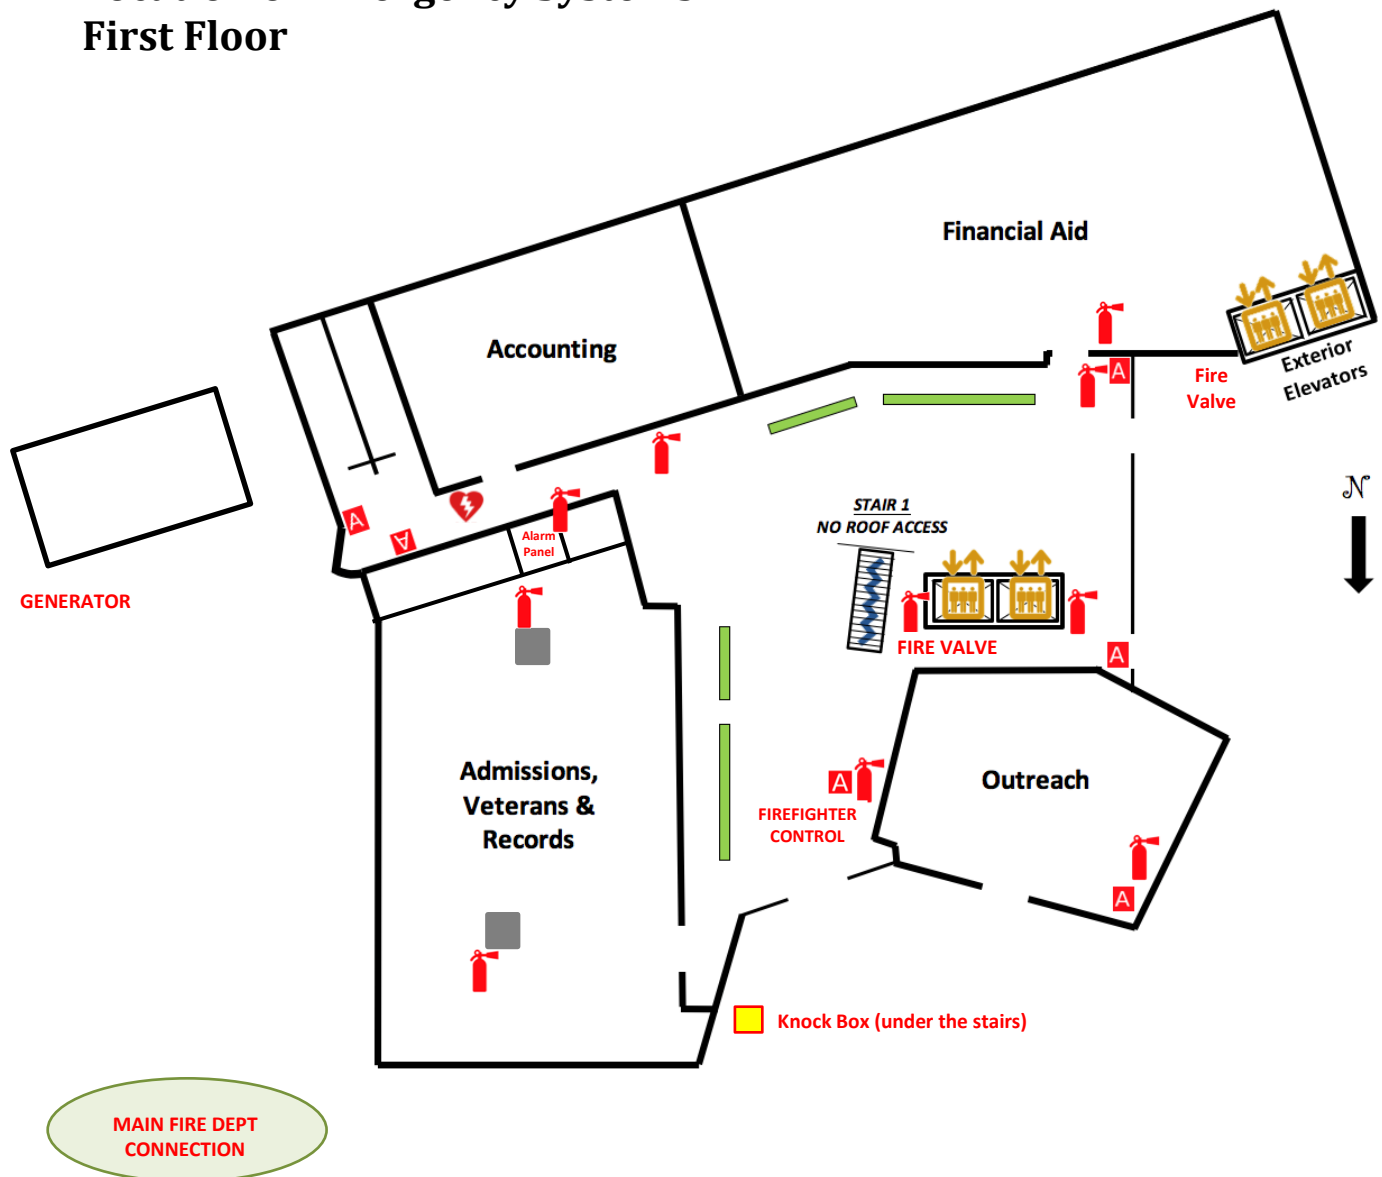 First Floor
Financial Aid
Accounting
Exterior
Elevators
Fire
Valve
A
N
STAIR 1
NO ROOF ACCESS
A
A
Alarm
Panel
GENERATOR
FIRE VALVE
A
Admissions,
Veterans &
Records
Outreach
A
FIREFIGHTER
CONTROL
A
Knock Box (under the stairs)
MAIN FIRE DEPT
CONNECTION